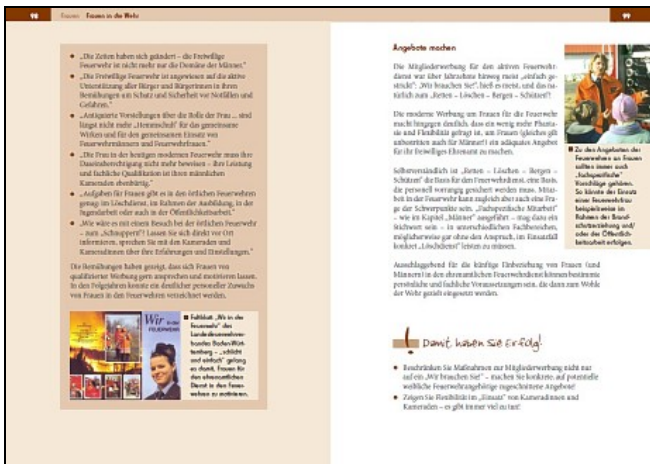 98
Frauen Frauen in der Wehr
99
„Die Zeiten haben sich geändert – die Freiwillige
Feuerwehr ist nicht mehr nur die Domäne der Männer.“
„Die Freiwillige Feuerwehr ist angewiesen auf die aktive
Unterstützung aller Bürger und Bürgerinnen in ihren
Bemühungen um Schutz und Sicherheit vor Notfällen und
Gefahren.“
„Antiquierte Vorstellungen über die Rolle der Frau ... sind
längst nicht mehr „Hemmschuh“ für das gemeinsame
Wirken und für den gemeinsamen Einsatz von
Feuerwehrmännern und Feuerwehrfrauen.“
„Die Frau in der heutigen modernen Feuerwehr muss ihre
Daseinsberechtigung nicht mehr beweisen – ihre Leistung
und fachliche Qualifikation ist ihren männlichen
Kameraden ebenbürtig.“
„Aufgaben für Frauen gibt es in den örtlichen Feuerwehren
genug: im Löschdienst, im Rahmen der Ausbildung, in der
Jugendarbeit oder auch in der Öffentlichkeitsarbeit.“
„Wie wäre es mit einem Besuch bei der örtlichen Feuerwehr
– zum „Schnuppern“? Lassen Sie sich direkt vor Ort
informieren, sprechen Sie mit den Kameraden und
Kameradinnen über ihre Erfahrungen und Einstellungen.“
Die Bemühungen haben gezeigt, dass sich Frauen von
qualifizierter Werbung gern ansprechen und motivieren lassen.
In den Folgejahren konnte ein deutlicher personeller Zuwachs
von Frauen in den Feuerwehren verzeichnet werden.
Wir in der
FEUERWEHR
Faltblatt „Wir in der
Feuerwehr“ des
Landesfeuerwehrver-
bandes Baden-Würt-
temberg – „schlicht
und einfach“ gelang
es damit, Frauen für
den ehrenamtlichen
Dienst in den Feuer-
wehren zu motivieren.
Angebote machen
Die Mitgliederwerbung für den aktiven Feuerwehr-
dienst war über Jahrzehnte hinweg meist „einfach ge-
strickt“: „Wir brauchen Sie!“, hieß es meist, und das na-
türlich zum „Retten – Löschen – Bergen – Schützen“!
Die moderne Werbung um Frauen für die Feuerwehr
macht hingegen deutlich, dass ein wenig mehr Phanta-
sie und Flexibilität gefragt ist, um Frauen (gleiches gilt
unbestritten auch für Männer!) ein adäquates Angebot
für ihr freiwilliges Ehrenamt zu machen.
Selbstverständlich ist „Retten – Löschen – Bergen –
Schützen“ die Basis für den Feuerwehrdienst, eine Basis,
die personell vorrangig gesichert werden muss. Mitar-
beit in der Feuerwehr kann zugleich aber auch eine Fra-
ge der Schwerpunkte sein. „Fachspezifische Mitarbeit“
– wie im Kapitel „Männer“ ausgeführt – mag dazu ein
Stichwort sein – in unterschiedlichen Fachbereichen,
möglicherweise gar ohne den Anspruch, im Einsatzfall
konkret „Löschdienst“ leisten zu müssen.
Ausschlaggebend für die künftige Einbeziehung von Frauen (und
Männern) in den ehrenamtlichen Feuerwehrdienst können bestimmte
persönliche und fachliche Voraussetzungen sein, die dann zum Wohle
der Wehr gezielt eingesetzt werden.
Zu den Angeboten der
Feuerwehren an Frauen
sollten immer auch
„fachspezifische“
Vorschläge gehören.
So könnte der Einsatz
einer Feuerwehrfrau
beispielsweise im
Rahmen der Brand-
schutzerziehung und/
oder der Öffentlich-
keitsarbeit erfolgen.
! Damit haben Sie Erfolg!
Beschränken Sie Maßnahmen zur Mitgliederwerbung nicht nur
auf ein „Wir brauchen Sie!“ – machen Sie konkrete, auf potenzielle
weibliche Feuerwehrangehörige zugeschnittene Angebote!
Zeigen Sie Flexibilität im „Einsatz“ von Kameradinnen und
Kameraden – es gibt immer viel zu tun!